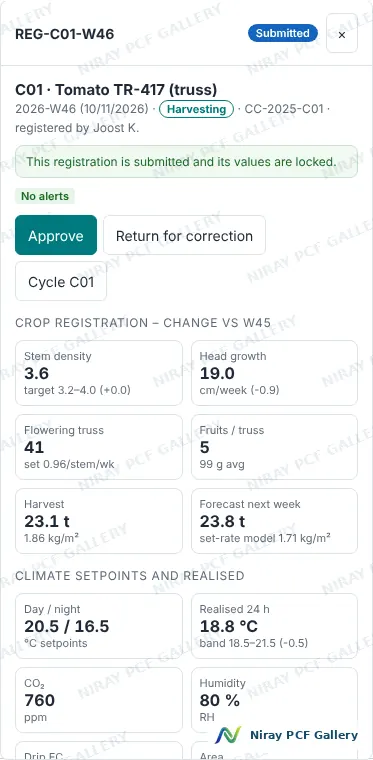 REG-C01-W46
Submitted
×
C01 · Tomato TR-417 (truss)
2026-W46 (10/11/2026) · Harvesting · CC-2025-C01 ·
registered by Joost K.
This registration is submitted and its values are locked.
No alerts
Approve
Return for correction
Cycle C01
CROP REGISTRATION – CHANGE VS W45
Stem density
3.6
target 3.2–4.0 (+0.0)
Head growth
19.0
cm/week (-0.9)
Flowering truss
41
set 0.96/stem/wk
Fruits / truss
5
99 g avg
Harvest
23.1 t
1.86 kg/m²
Forecast next week
23.8 t
set-rate model 1.71 kg/m²
CLIMATE SETPOINTS AND REALISED
Day / night
20.5 / 16.5
°C setpoints
Realised 24 h
18.8 °C
band 18.5–21.5 (-0.5)
CO₂
760
ppm
Humidity
80 %
RH
Drip EC
Area
Niray PCF Gallery
NIRAY PCF GALLERY